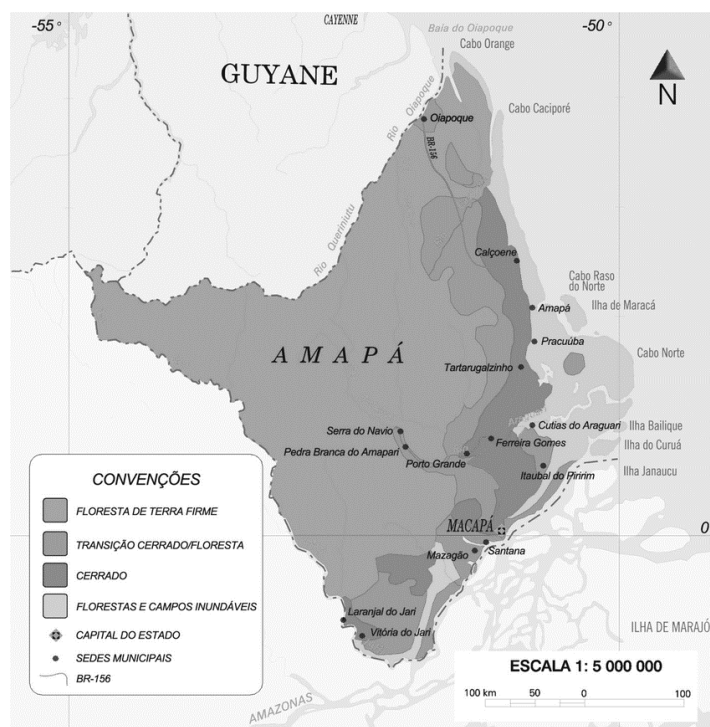 -55°
CAYENNE
Baia do Oiapoque
-50°
Cabo Orange
GUYANE
N
Rio Oiapoque
Cabo Caciporé
Oiapoque
BR-156
Rio Queriniutu
Calçoene
Cabo Raso
do Norte
Amapá
Ilha de Maracá
Pracuúba
AMAPÁ
Cabo Norte
Tartarugalzinho
Cutias do Araguari
Ilha Bailique
Serra do Navio
Ferreira Gomes
Ilha do Curuá
Pedra Branca do Amapari
Porto Grande
Itaubal do Piririm
Ilha Janaucu
MACAPÁ
0
Santana
Mazagão
Laranjal do Jari
Vitória do Jari
ILHA DE MARAJÓ
AMAZONAS
CONVENÇÕES
FLORESTA DE TERRA FIRME
TRANSIÇÃO CERRADO/FLORESTA
CERRADO
FLORESTAS E CAMPOS INUNDÁVEIS
CAPITAL DO ESTADO
SEDES MUNICIPAIS
BR-156
ESCALA 1: 5 000 000
100 km 50 0 100